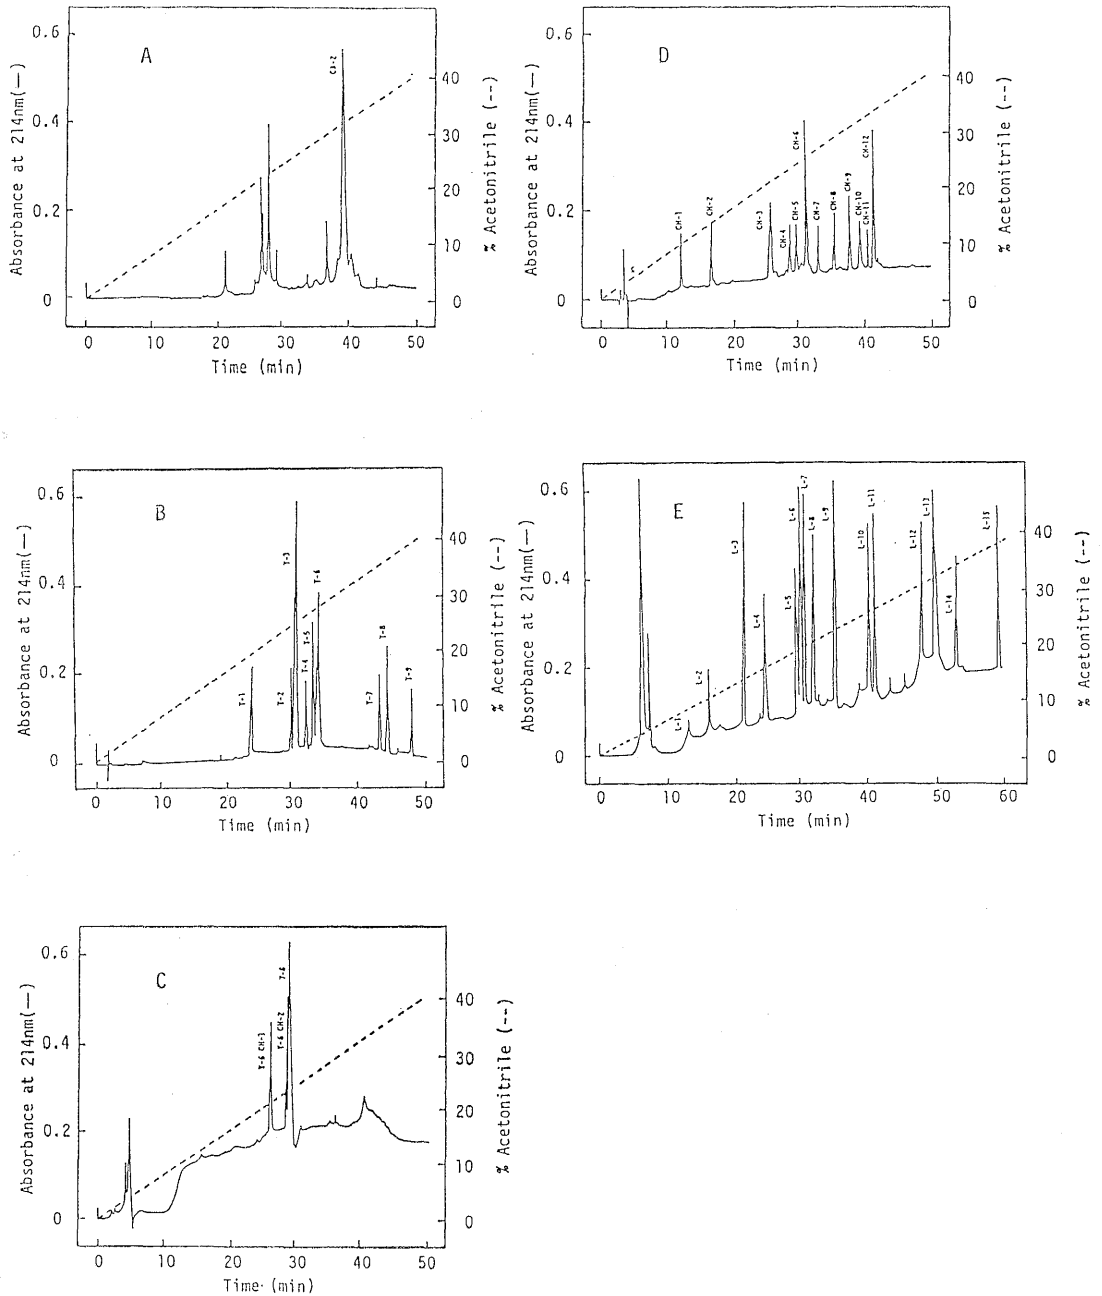 A
Absorbance at 214nm(—)
0.6
0.4
0.2
0
CA-2
40
30
20
10
0
% Acetonitrile (--)
0 10 20 30 40 50
Time (min)
D
Absorbance at 214nm(—)
0.6
0.4
0.2
0
CH-1
CH-2
CH-3
CH-4
CH-5
CH-6
CH-7
CH-8
CH-9
CH-10
CH-11
CH-12
40
30
20
10
0
% Acetonitrile (--)
0 10 20 30 40 50
Time (min)
B
Absorbance at 214nm(—)
0.6
0.4
0.2
0
T-1
T-2
T-3
T-4
T-5
T-6
T-7
T-8
T-9
40
30
20
10
0
% Acetonitrile (--)
0 10 20 30 40 50
Time (min)
E
Absorbance at 214nm(—)
0.6
0.4
0.2
0
L-1
L-2
L-3
L-4
L-5
L-6
L-7
L-8
L-9
L-10
L-11
L-12
L-13
L-14
L-15
40
30
20
10
0
% Acetonitrile (--)
0 10 20 30 40 50 60
Time (min)
C
Absorbance at 214nm(—)
0.6
0.4
0.2
0
T-6 CH-2
T-6
40
30
20
10
0
% Acetonitrile (--)
0 10 20 30 40 50
Time (min)